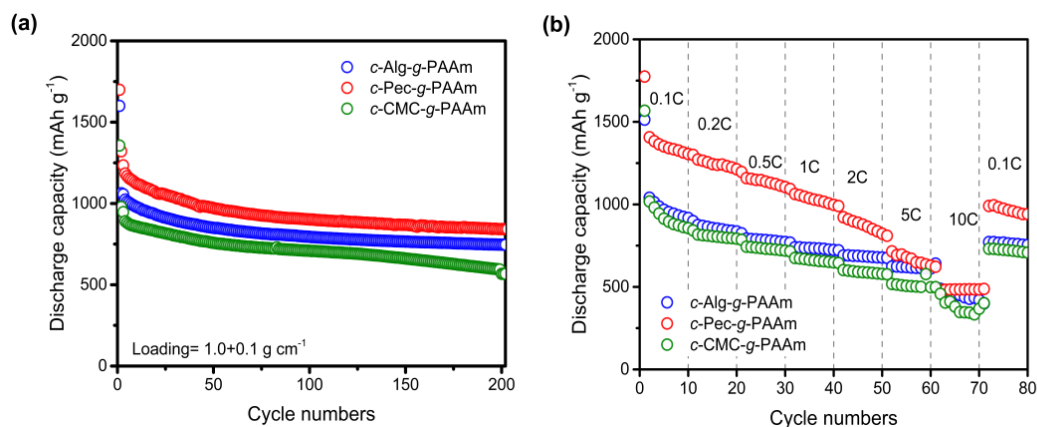 (a)
2000
1500
1000
500
0
0
50
100
150
200
Discharge capacity (mAh g⁻¹)
Cycle numbers
c-Alg-g-PAAm
c-Pec-g-PAAm
c-CMC-g-PAAm
Loading= 1.0+0.1 g cm⁻¹
(b)
2000
1500
1000
500
0
0
10
20
30
40
50
60
70
80
Discharge capacity (mAh g⁻¹)
Cycle numbers
0.1C
0.2C
0.5C
1C
2C
5C
10C
0.1C
c-Alg-g-PAAm
c-Pec-g-PAAm
c-CMC-g-PAAm